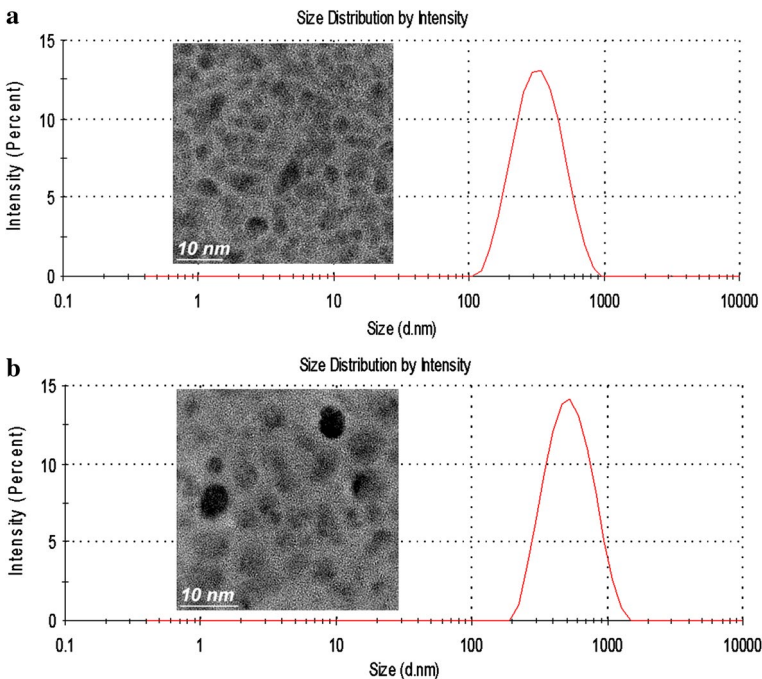 a
Size Distribution by Intensity
Intensity (Percent)
15
10
5
0
10 nm
0.1 1 10 100 1000 10000
Size (d.nm)
b
Size Distribution by Intensity
Intensity (Percent)
15
10
5
0
10 nm
0.1 1 10 100 1000 10000
Size (d.nm)